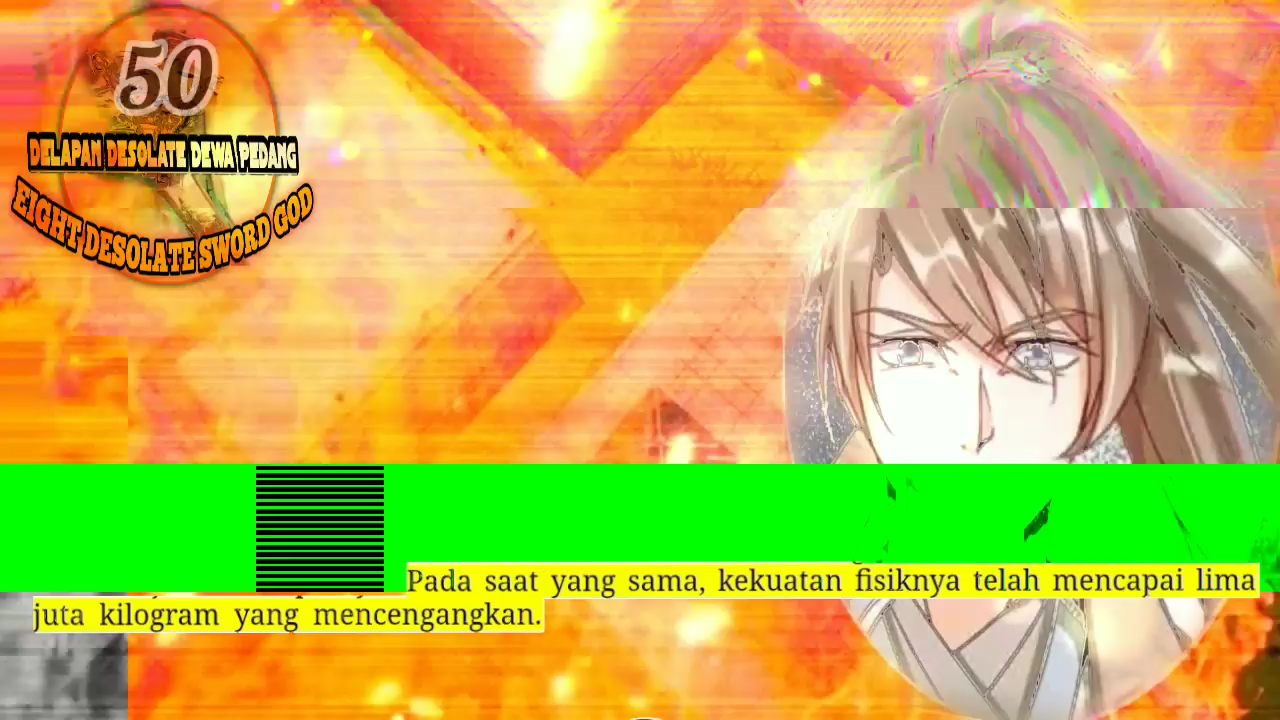 50
DELAPAN DESOLATE DEWA PEDANG
EIGHT DESOLATE SWORD GOD
Pada saat yang sama, kekuatan fisiknya telah mencapai lima
juta kilogram yang mencengangkan.